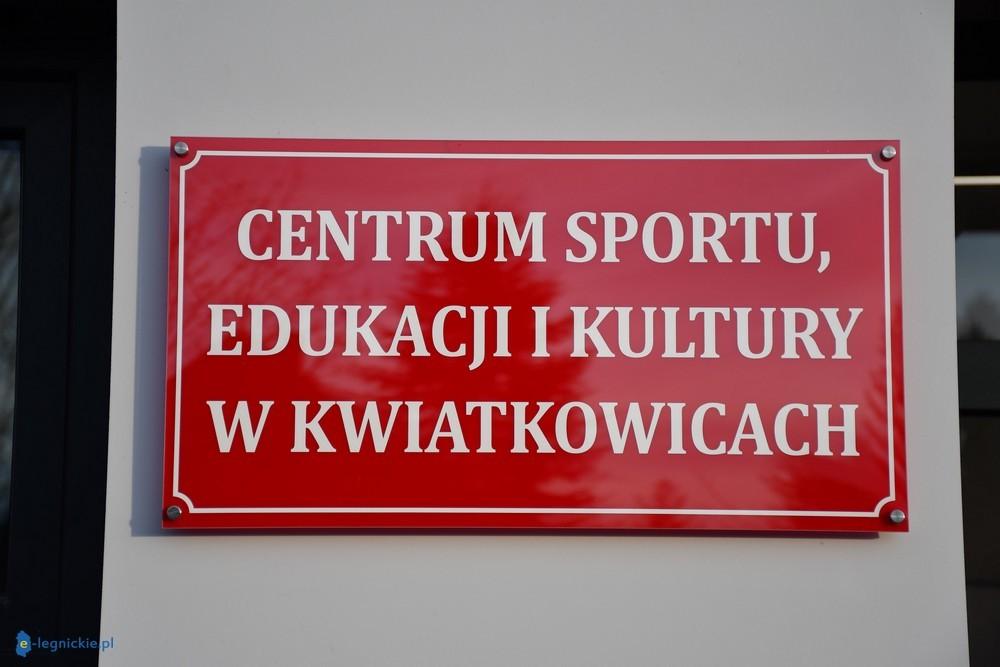 CENTRUM SPORTU,
EDUKACJI I KULTURY
W KWIATKOWICACH
e-legnickie.pl